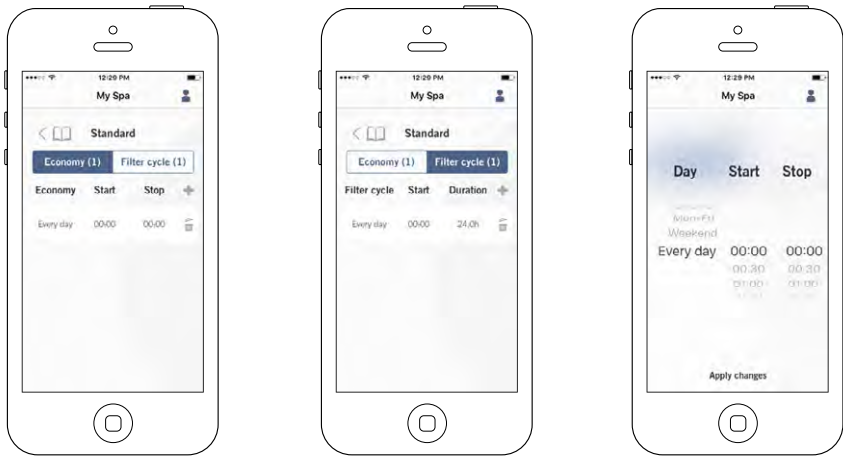 12:29 PM
My Spa
Standard
Economy (1) Filter cycle (1)
Economy Start Stop
Every day 00:00 00:00
12:29 PM
My Spa
Standard
Economy (1) Filter cycle (1)
Filter cycle Start Duration
Every day 00:00 24,0h
12:29 PM
My Spa
Day Start Stop
Mon-Fri
Weekend
Every day 00:00 00:00
00:30 00:30
01:00 01:00
Apply changes